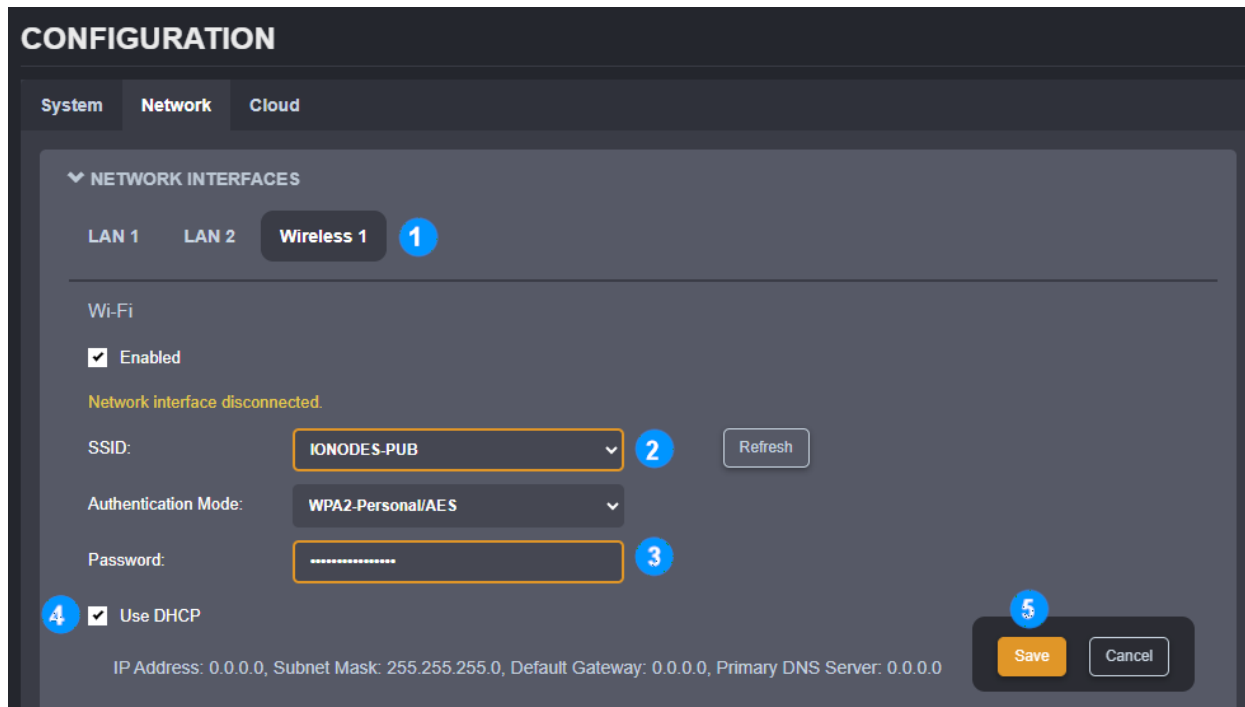 CONFIGURATION
System Network Cloud
NETWORK INTERFACES
LAN 1 LAN 2 Wireless 1 1
Wi-Fi
Enabled
Network interface disconnected.
SSID: IONODES-PUB 2 Refresh
Authentication Mode: WPA2-Personal/AES
Password: •••••••••••••••• 3
4 Use DHCP 5
IP Address: 0.0.0.0, Subnet Mask: 255.255.255.0, Default Gateway: 0.0.0.0, Primary DNS Server: 0.0.0.0 Save Cancel